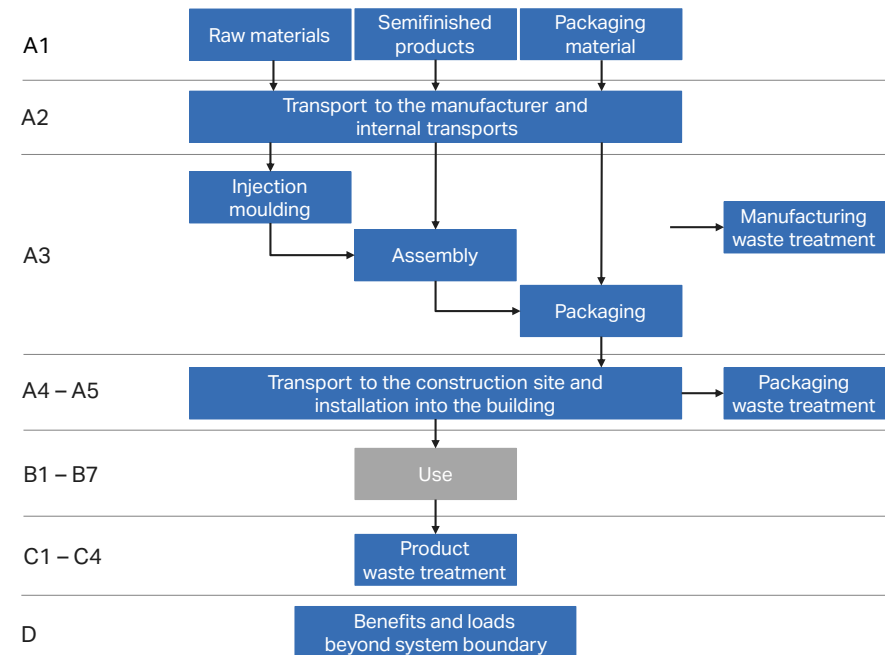 A1
Raw materials
Semifinished
products
Packaging
material
A2
Transport to the manufacturer and
internal transports
A3
Injection
moulding
Manufacturing
waste treatment
Assembly
Packaging
A4 – A5
Transport to the construction site and
installation into the building
Packaging
waste treatment
B1 – B7
Use
C1 – C4
Product
waste treatment
D
Benefits and loads
beyond system boundary